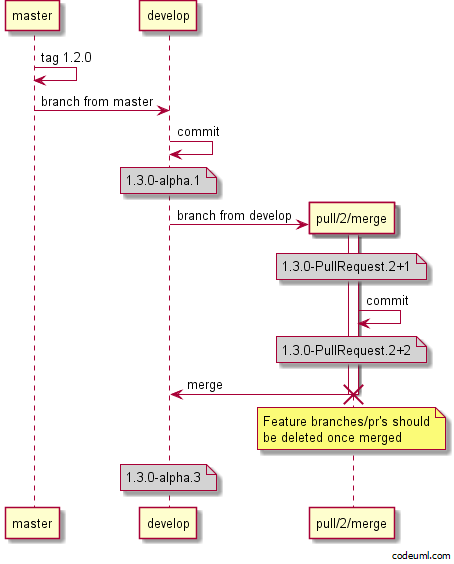 master
develop
tag 1.2.0
branch from master
commit
1.3.0-alpha.1
branch from develop
pull/2/merge
1.3.0-PullRequest.2+1
commit
1.3.0-PullRequest.2+2
merge
Feature branches/pr's should
be deleted once merged
1.3.0-alpha.3
master
develop
pull/2/merge
codeuml.com